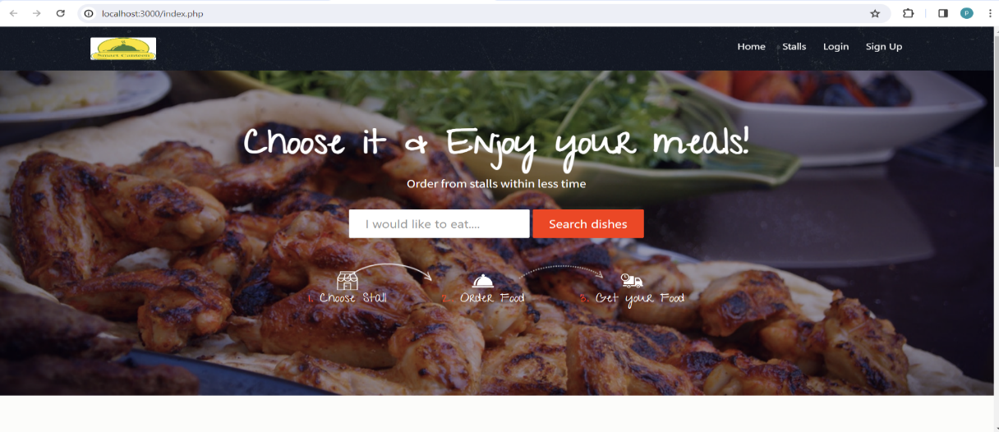 localhost:3000/index.php
P
Smart Canteen
Home Stalls Login Sign Up
Choose it & Enjoy your meals!
Order from stalls within less time
I would like to eat.... Search dishes
1. Choose Stall 2. Order Food 3. Get your Food